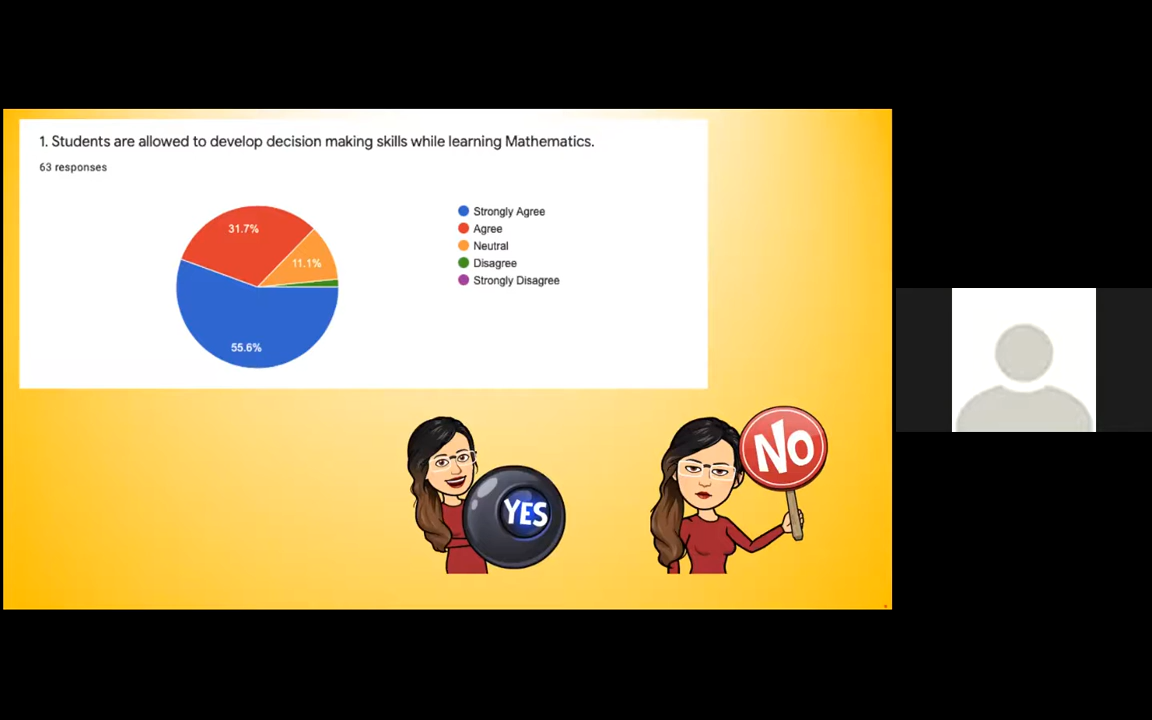 1. Students are allowed to develop decision making skills while learning Mathematics.
63 responses
31.7%
11.1%
55.6%
Strongly Agree
Agree
Neutral
Disagree
Strongly Disagree
YES
NO